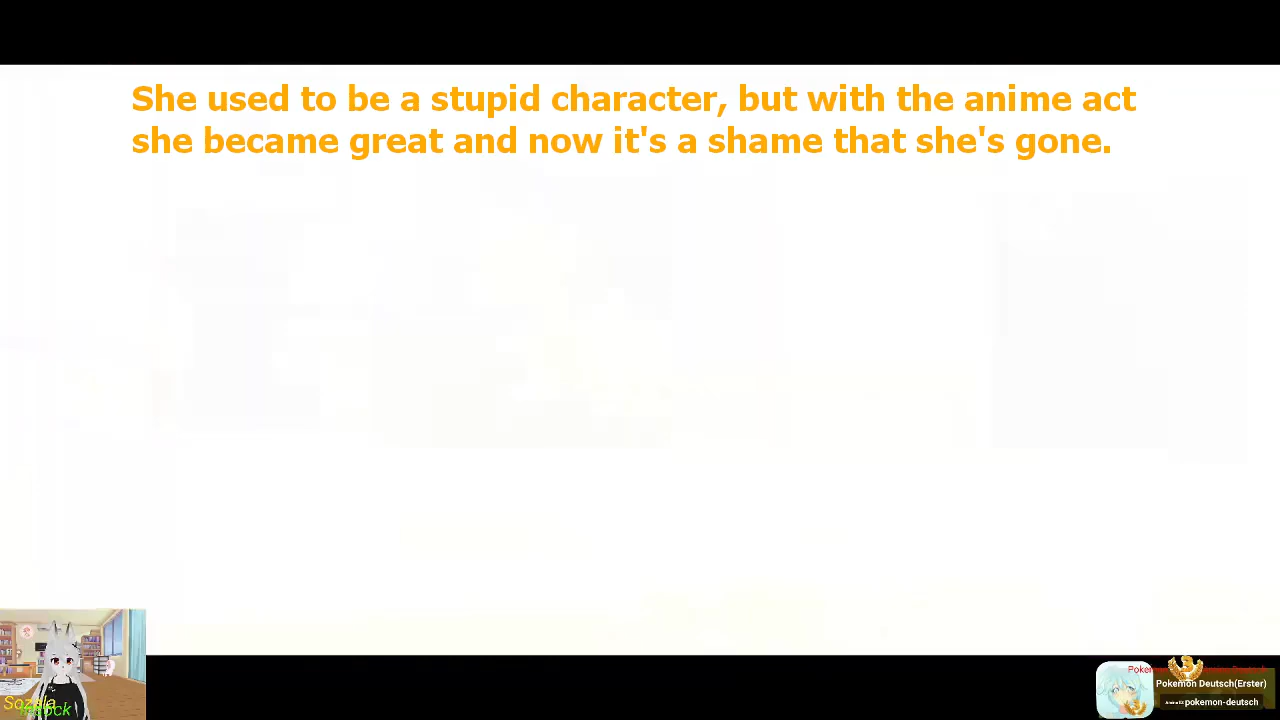 She used to be a stupid character, but with the anime act
she became great and now it's a shame that she's gone.
Pokemon Deutsch(Erster)
pokemon-deutsch